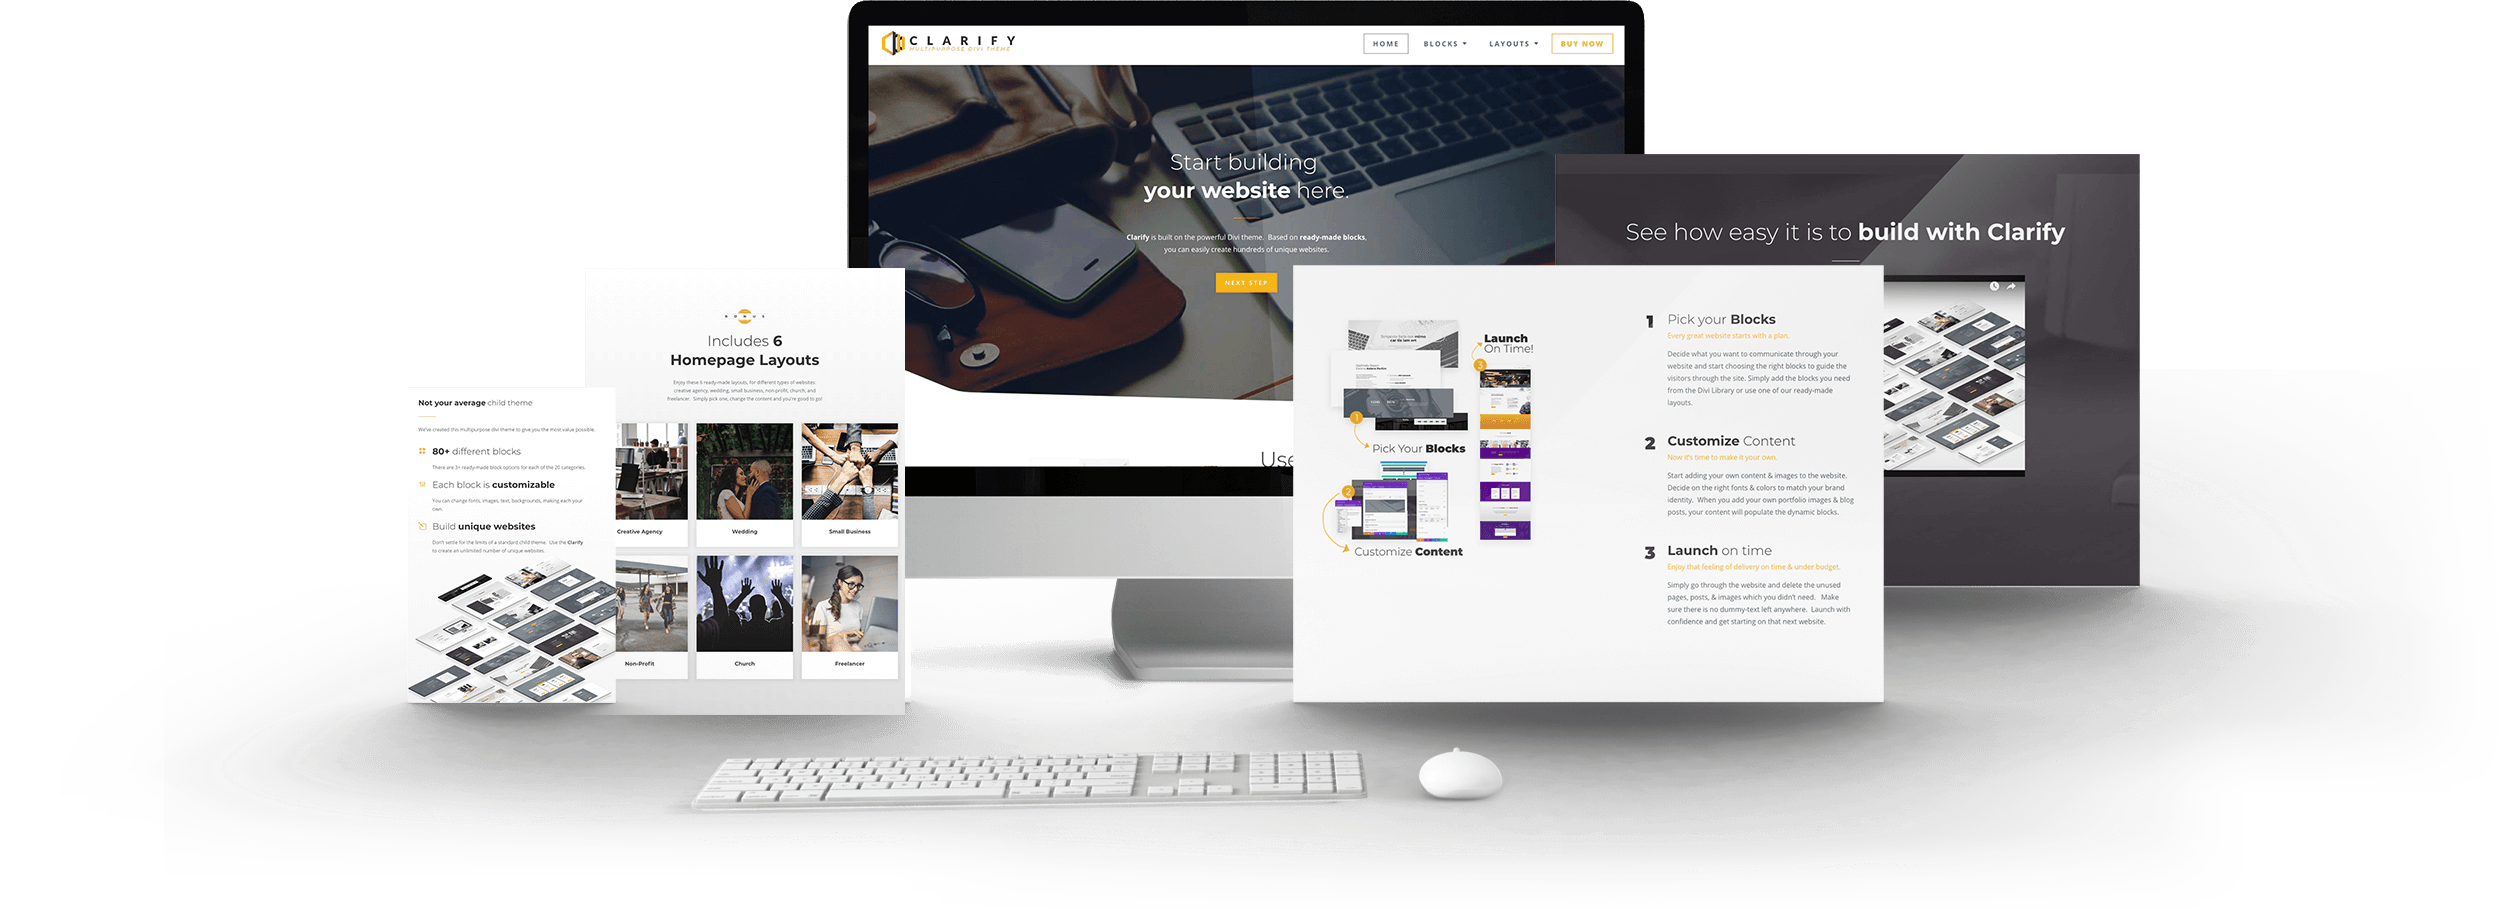 CLARIFY
MULTIPURPOSE DIVI THEME
HOME
BLOCKS
LAYOUTS
BUY NOW
Start building
your website here.
Clarify is built on the powerful Divi theme. Based on ready-made blocks,
you can easily create hundreds of unique websites.
NEXT STEP
Use
See how easy it is to build with Clarify
BONUS
Includes 6
Homepage Layouts
Enjoy these 6 ready-made layouts, for different types of websites:
creative agency, wedding, small business, non-profit, church, and
freelancer. Simply pick one, change the content and you're good to go!
Creative Agency
Wedding
Small Business
Non-Profit
Church
Freelancer
Not your average child theme
We've created this multipurpose divi theme to give you the most value possible.
80+ different blocks
There are 3+ ready-made block options for each of the 20 categories.
Each block is customizable
You can change fonts, images, text, backgrounds, making each your
own.
Build unique websites
Don't settle for the limits of a standard child theme. Use the Clarify
to create an unlimited number of unique websites.
Launch
On Time!
3
1
Pick Your Blocks
2
Customize Content
1 Pick your Blocks
Every great website starts with a plan.
Decide what you want to communicate through your
website and start choosing the right blocks to guide the
visitors through the site. Simply add the blocks you need
from the Divi Library or use one of our ready-made
layouts.
2 Customize Content
Now it's time to make it your own.
Start adding your own content & images to the website.
Decide on the right fonts & colors to match your brand
identity. When you add your own portfolio images & blog
posts, your content will populate the dynamic blocks.
3 Launch on time
Enjoy that feeling of delivery on time & under budget.
Simply go through the website and delete the unused
pages, posts, & images which you didn't need. Make
sure there is no dummy-text left anywhere. Launch with
confidence and get starting on that next website.